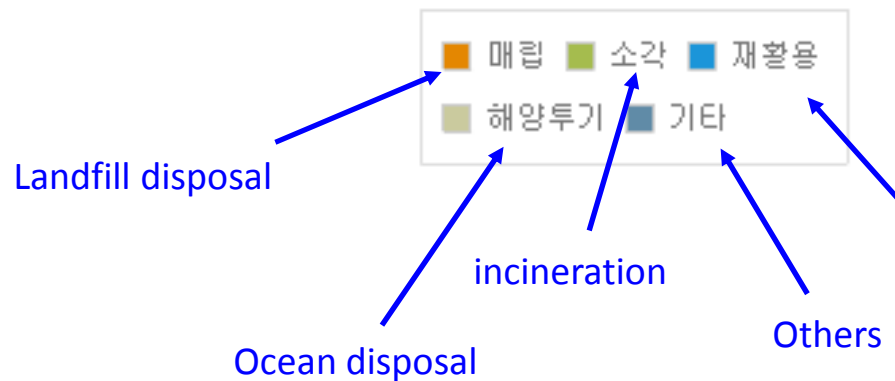 매립 소각 재활용
해양투기 기타
Landfill disposal
incineration
Others
Ocean disposal